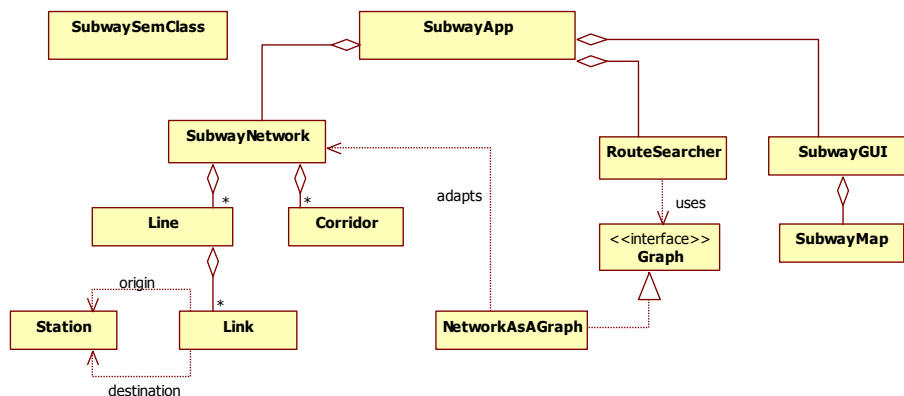 SubwaySemClass
SubwayApp
SubwayNetwork
RouteSearcher
SubwayGUI
adapts
uses
*
*
Line
Corridor
<<interface>>
Graph
SubwayMap
origin
*
Station
Link
NetworkAsAGraph
destination